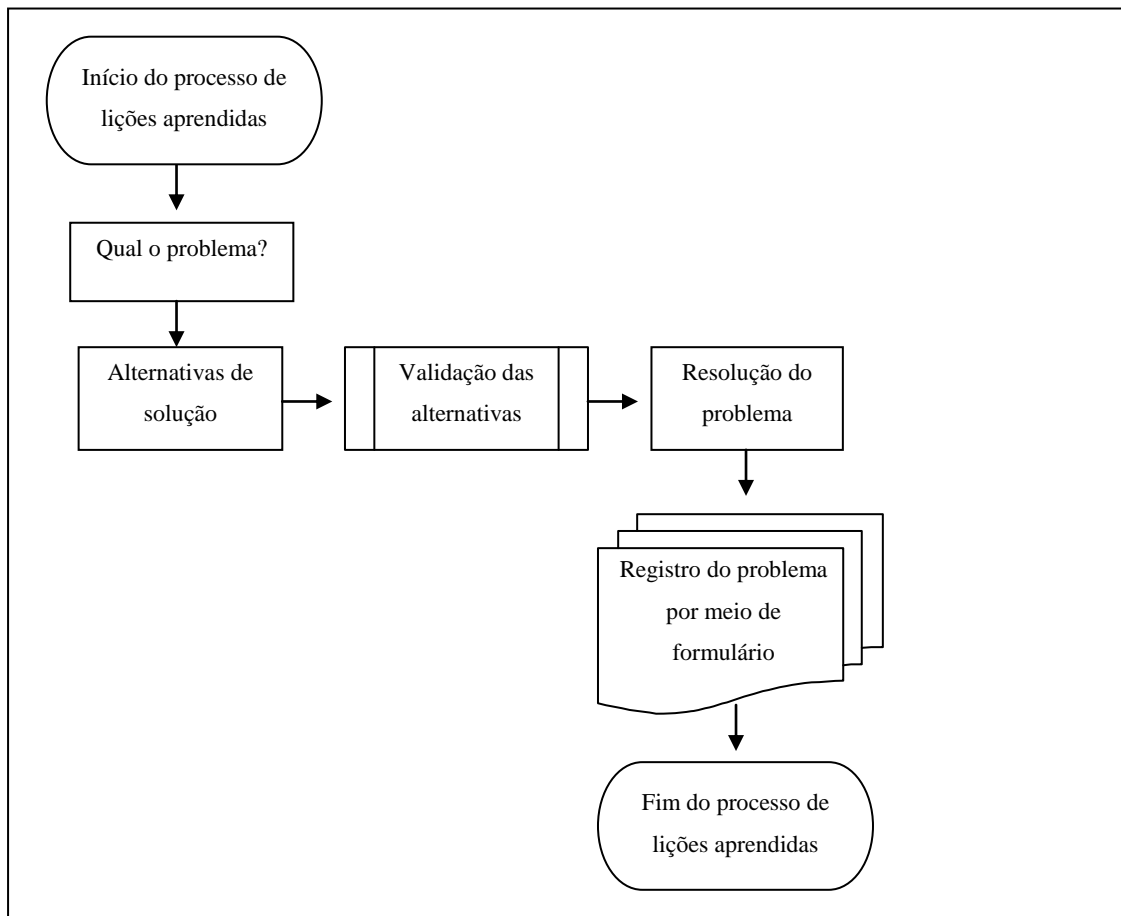 Início do processo de
lições aprendidas
Qual o problema?
Alternativas de
solução
Validação das
alternativas
Resolução do
problema
Registro do problema
por meio de
formulário
Fim do processo de
lições aprendidas